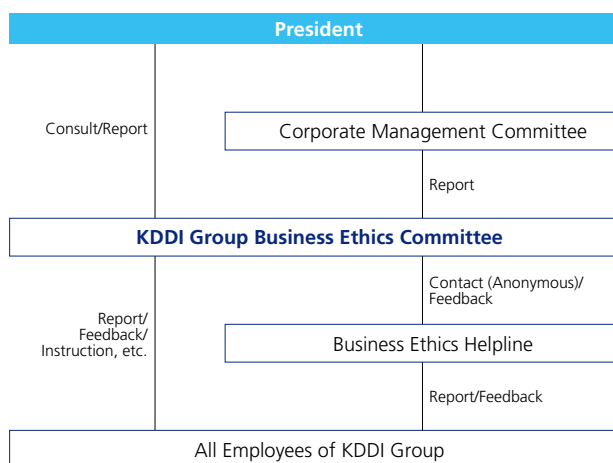 President
Consult/Report
Corporate Management Committee
Report
KDDI Group Business Ethics Committee
Contact (Anonymous)/
Feedback
Report/
Feedback/
Instruction, etc.
Business Ethics Helpline
Report/Feedback
All Employees of KDDI Group